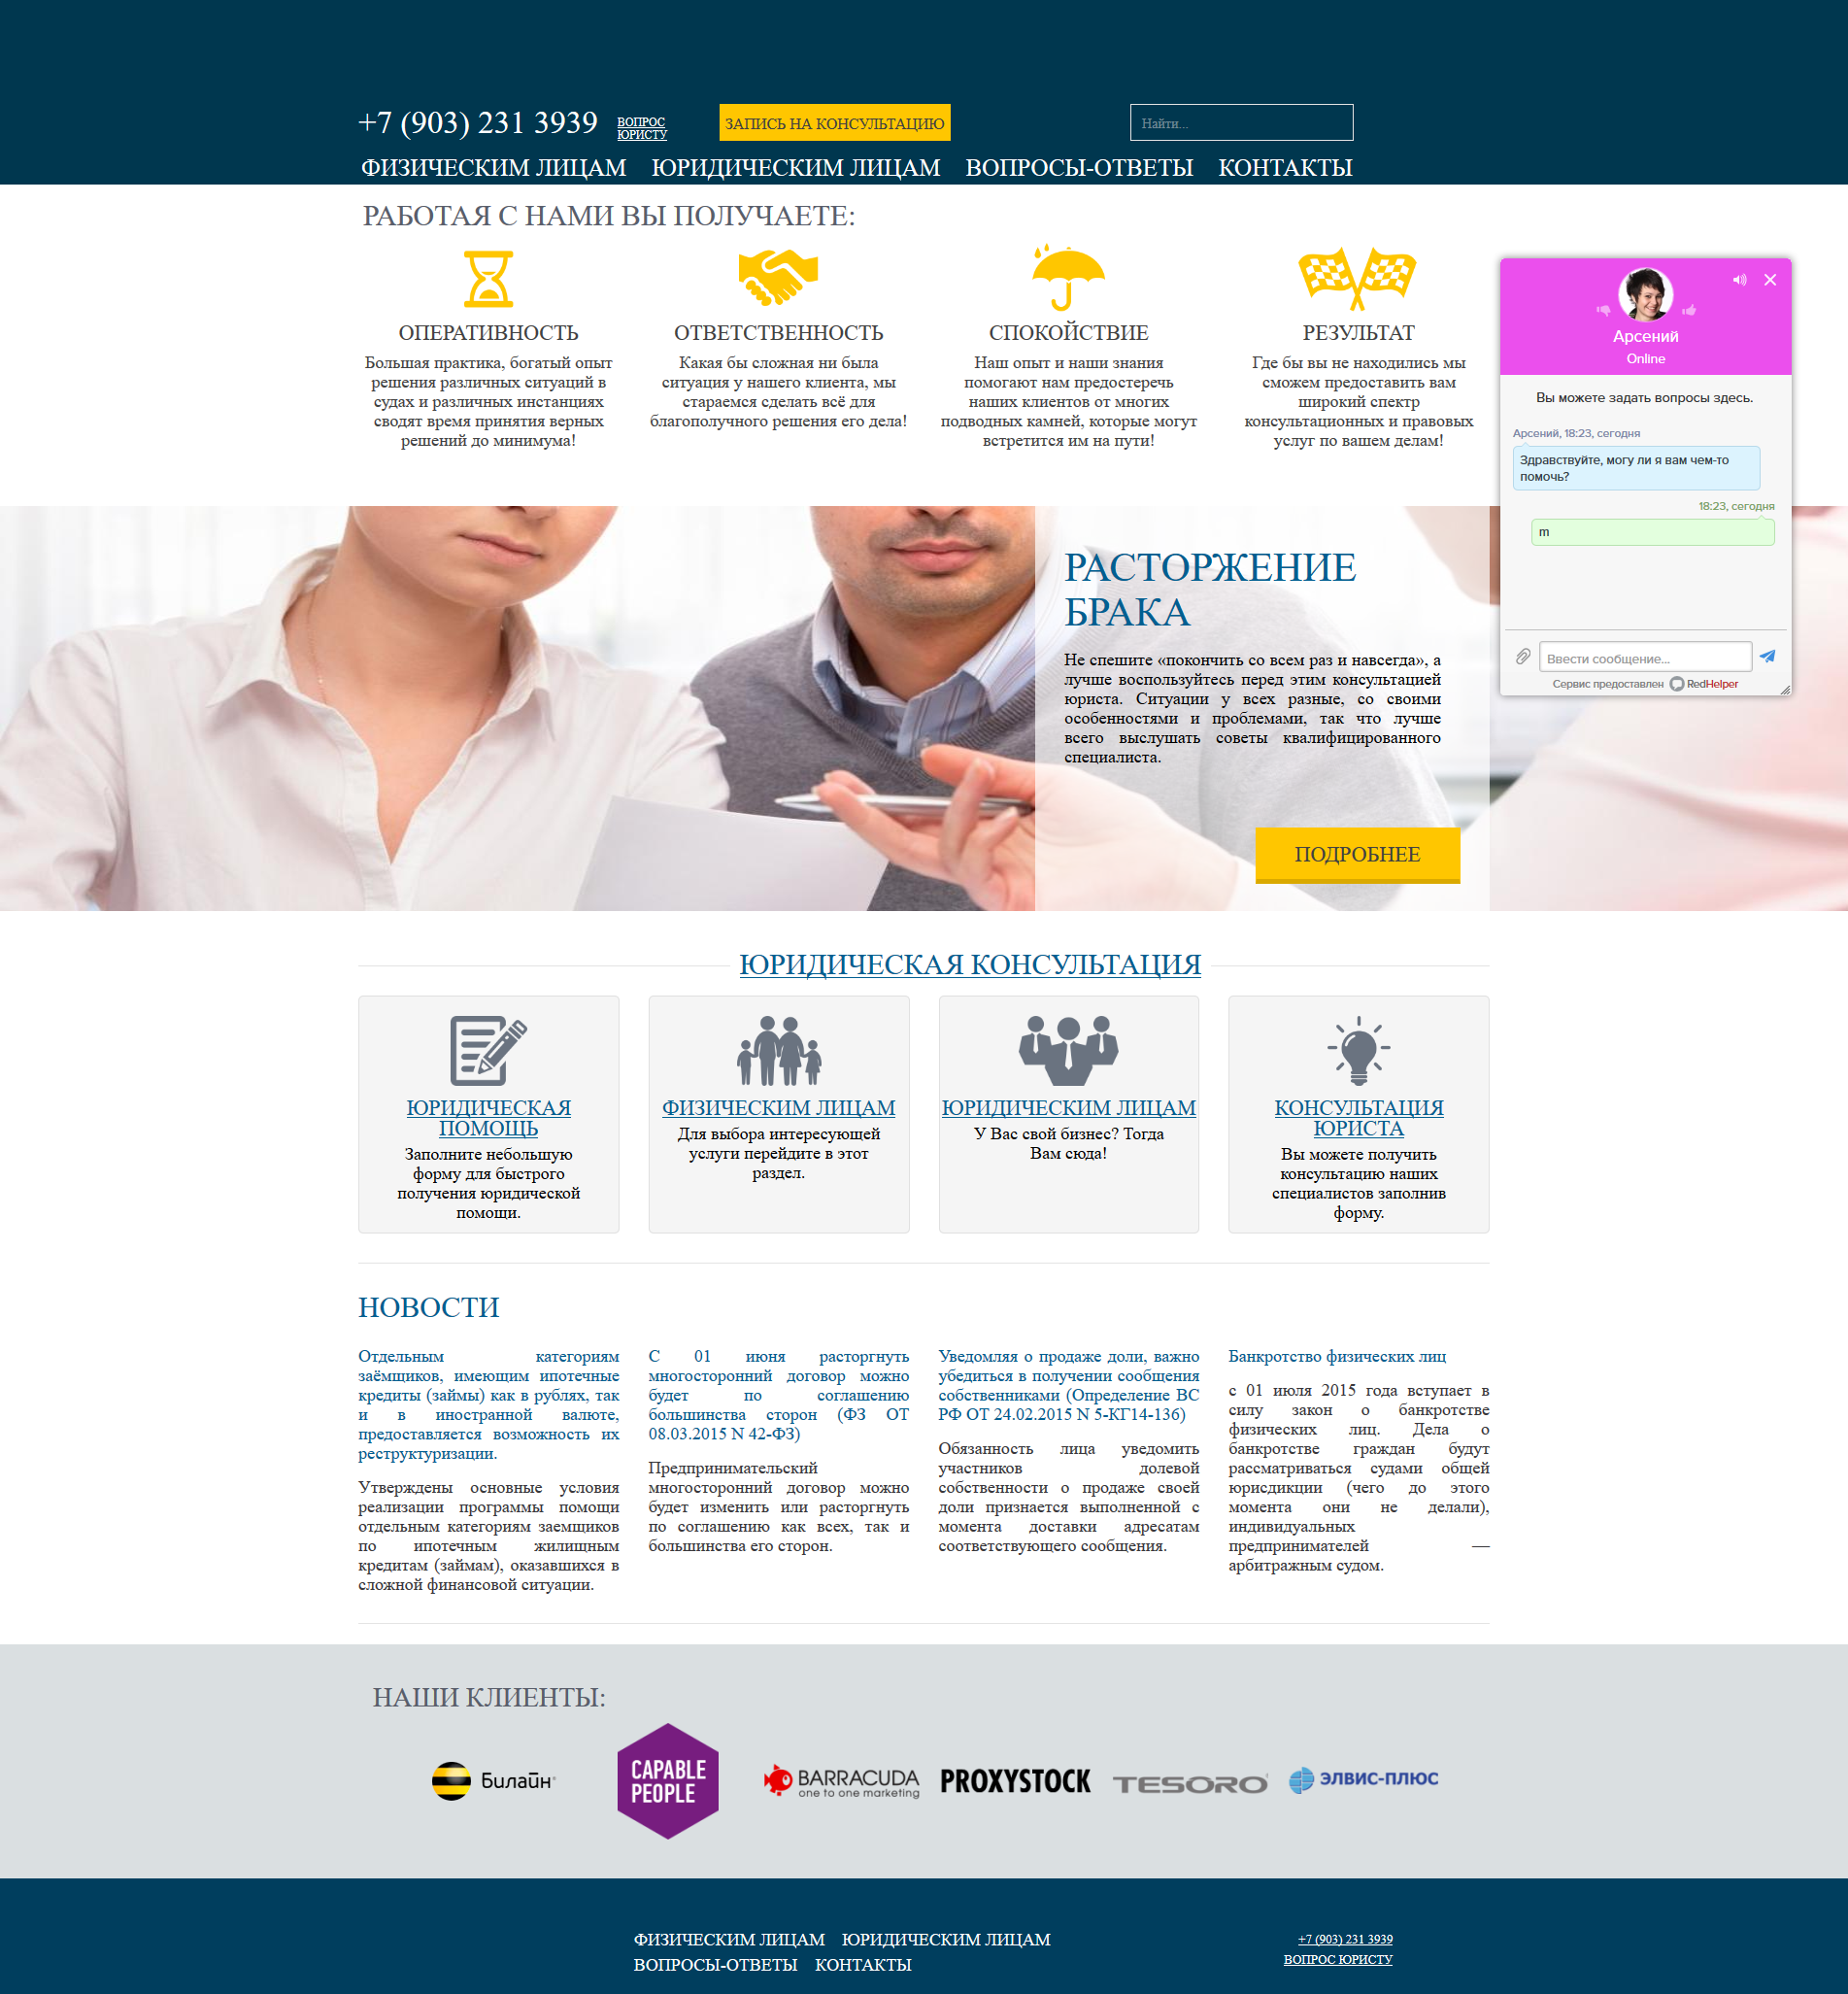 +7 (903) 231 3939
ВОПРОС
ЮРИСТУ
ЗАПИСЬ НА КОНСУЛЬТАЦИЮ
Найти...
ФИЗИЧЕСКИМ ЛИЦАМ ЮРИДИЧЕСКИМ ЛИЦАМ ВОПРОСЫ-ОТВЕТЫ КОНТАКТЫ
РАБОТАЯ С НАМИ ВЫ ПОЛУЧАЕТЕ:
ОПЕРАТИВНОСТЬ
Большая практика, богатый опыт
решения различных ситуаций в
судах и различных инстанциях
сводят время принятия верных
решений до минимума!
ОТВЕТСТВЕННОСТЬ
Какая бы сложная ни была
ситуация у нашего клиента, мы
стараемся сделать всё для
благополучного решения его дела!
СПОКОЙСТВИЕ
Наш опыт и наши знания
помогают нам предостеречь
наших клиентов от многих
подводных камней, которые могут
встретится им на пути!
РЕЗУЛЬТАТ
Где бы вы не находились мы
сможем предоставить вам
широкий спектр
консультационных и правовых
услуг по вашем делам!
Арсений
Online
Вы можете задать вопросы здесь.
Арсений, 18:23, сегодня
Здравствуйте, могу ли я вам чем-то
помочь?
18:23, сегодня
m
Ввести сообщение...
Сервис предоставлен RedHelper
РАСТОРЖЕНИЕ
БРАКА
Не спешите «покончить со всем раз и навсегда», а
лучше воспользуйтесь перед этим консультацией
юриста. Ситуации у всех разные, со своими
особенностями и проблемами, так что лучше
всего выслушать советы квалифицированного
специалиста.
ПОДРОБНЕЕ
ЮРИДИЧЕСКАЯ КОНСУЛЬТАЦИЯ
ЮРИДИЧЕСКАЯ
ПОМОЩЬ
Заполните небольшую
форму для быстрого
получения юридической
помощи.
ФИЗИЧЕСКИМ ЛИЦАМ
Для выбора интересующей
услуги перейдите в этот
раздел.
ЮРИДИЧЕСКИМ ЛИЦАМ
У Вас свой бизнес? Тогда
Вам сюда!
КОНСУЛЬТАЦИЯ
ЮРИСТА
Вы можете получить
консультацию наших
специалистов заполнив
форму.
НОВОСТИ
Отдельным категориям
заёмщиков, имеющим ипотечные
кредиты (займы) как в рублях, так
и в иностранной валюте,
предоставляется возможность их
реструктуризации.
Утверждены основные условия
реализации программы помощи
отдельным категориям заемщиков
по ипотечным жилищным
кредитам (займам), оказавшихся в
сложной финансовой ситуации.
С 01 июня расторгнуть
многосторонний договор можно
будет по соглашению
большинства сторон (ФЗ ОТ
08.03.2015 N 42-ФЗ)
Предпринимательский
многосторонний договор можно
будет изменить или расторгнуть
по соглашению как всех, так и
большинства его сторон.
Уведомляя о продаже доли, важно
убедиться в получении сообщения
собственниками (Определение ВС
РФ ОТ 24.02.2015 N 5-КГ14-136)
Обязанность лица уведомить
участников долевой
собственности о продаже своей
доли признается выполненной с
момента доставки адресатам
соответствующего сообщения.
Банкротство физических лиц
с 01 июля 2015 года вступает в
силу закон о банкротстве
физических лиц. Дела о
банкротстве граждан будут
рассматриваться судами общей
юрисдикции (чего до этого
момента они не делали),
индивидуальных
предпринимателей —
арбитражным судом.
НАШИ КЛИЕНТЫ:
Билайн
CAPABLE
PEOPLE
BARRACUDA
one to one marketing
PROXYSTOCK
TESORO
ЭЛВИС-ПЛЮС
ФИЗИЧЕСКИМ ЛИЦАМ ЮРИДИЧЕСКИМ ЛИЦАМ
ВОПРОСЫ-ОТВЕТЫ КОНТАКТЫ
+7 (903) 231 3939
ВОПРОС ЮРИСТУ